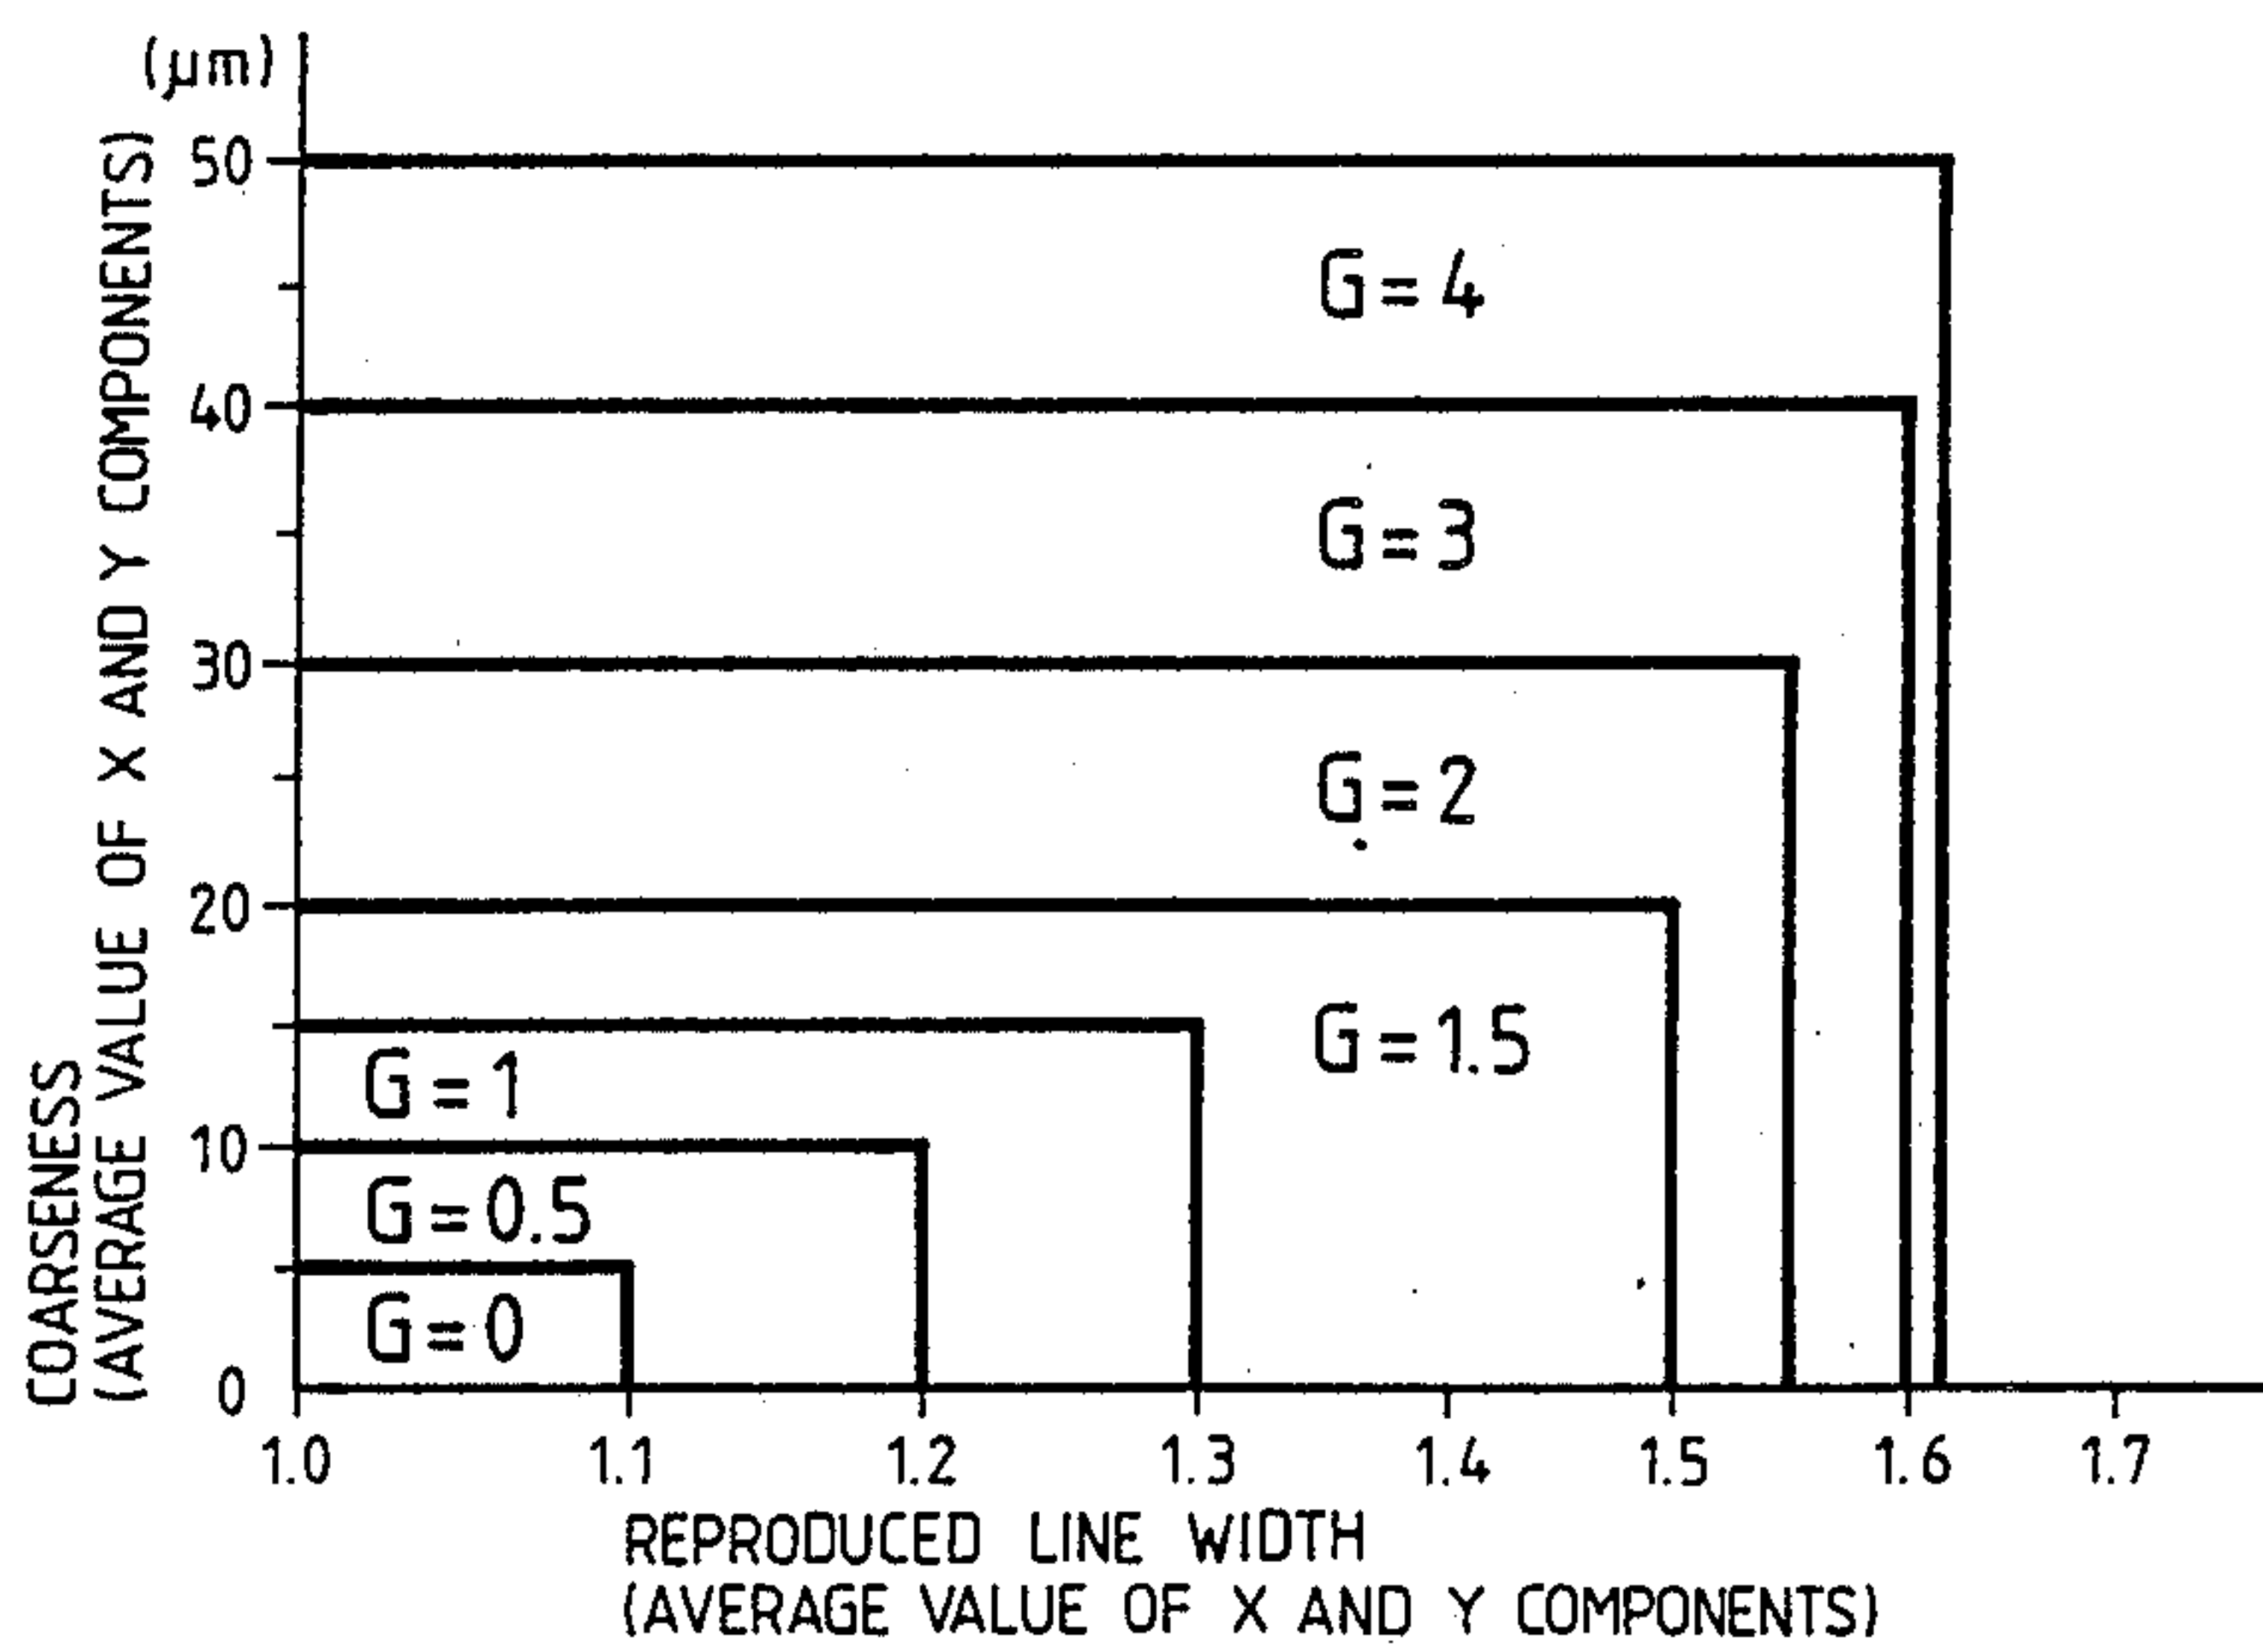 (μm)
COARSENESS
(AVERAGE VALUE OF X AND Y COMPONENTS)
50
40
30
20
10
0
G=4
G=3
G=2
G=1.5
G=1
G=0.5
G=0
1.0 1.1 1.2 1.3 1.4 1.5 1.6 1.7
REPRODUCED LINE WIDTH
(AVERAGE VALUE OF X AND Y COMPONENTS)